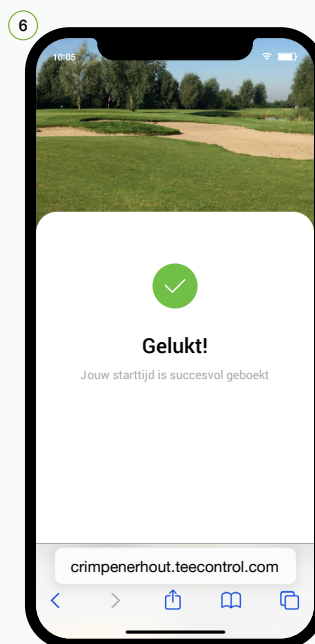 6
10:05
Gelukt!
Jouw starttijd is succesvol geboekt
crimpenerhout.teecontrol.com